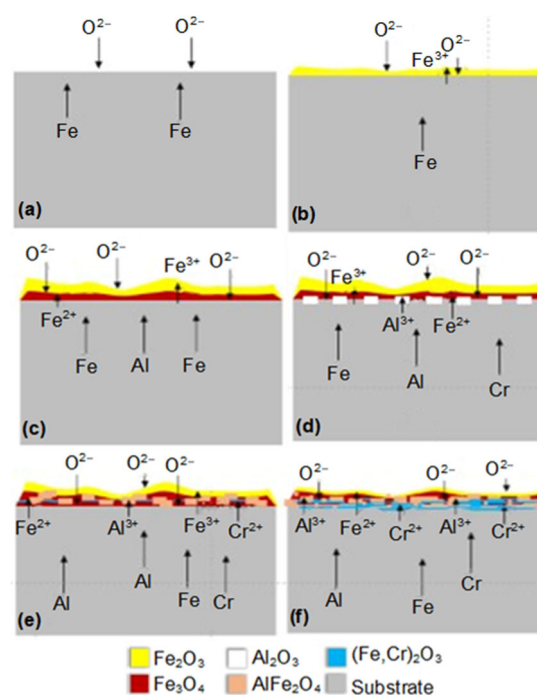 O²⁻ O²⁻
Fe Fe
(a)
O²⁻ Fe³⁺ O²⁻
Fe
(b)
O²⁻ O²⁻ Fe³⁺ O²⁻
Fe²⁺
Fe Al Fe
(c)
O²⁻ Fe³⁺ O²⁻ O²⁻
Al³⁺ Fe²⁺
Fe Al Cr
(d)
O²⁻ O²⁻ O²⁻
Fe²⁺ Al³⁺ Fe³⁺ Cr²⁺
Al Al Fe Cr
(e)
O²⁻ O²⁻ O²⁻
Al³⁺ Fe²⁺ Cr²⁺ Al³⁺ Cr²⁺
Al Fe Cr
(f)
Fe₂O₃ Al₂O₃ (Fe,Cr)₂O₃
Fe₃O₄ AlFe₂O₄ Substrate